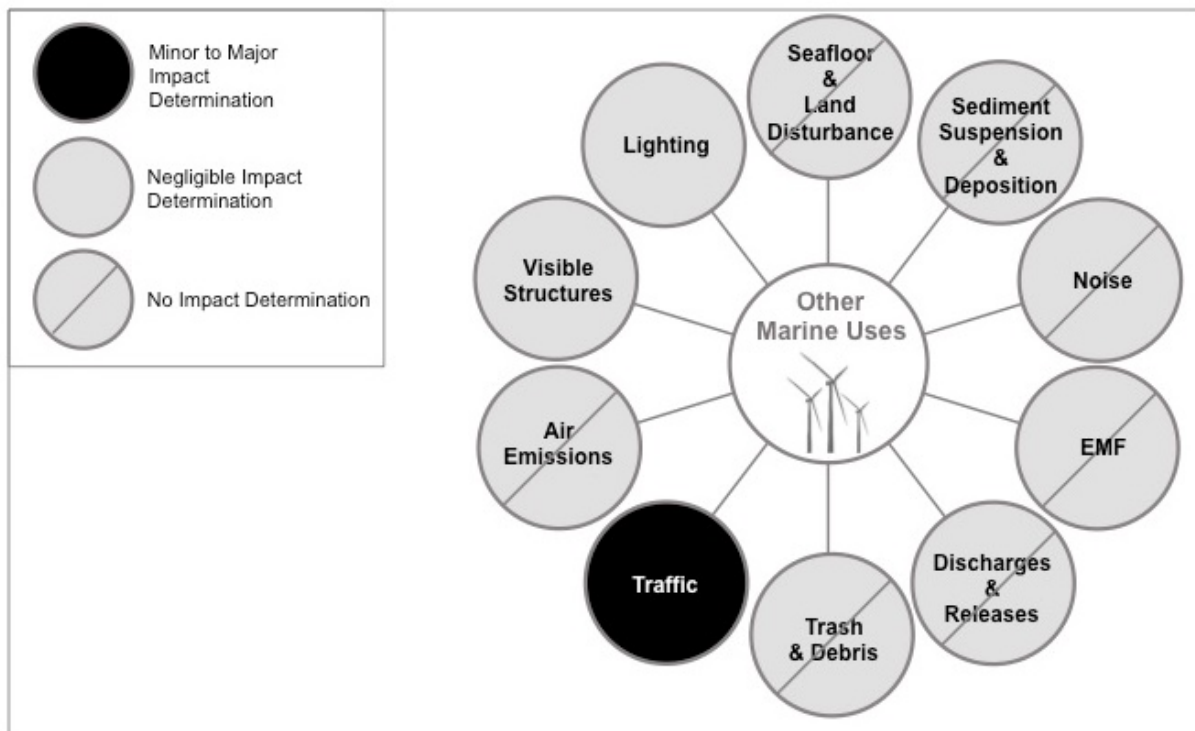 Minor to Major
Impact
Determination
Negligible Impact
Determination
No Impact Determination
Seafloor
&
Land
Disturbance
Sediment
Suspension
&
Deposition
Noise
EMF
Discharges
&
Releases
Trash
& Debris
Traffic
Air
Emissions
Visible
Structures
Lighting
Other
Marine Uses